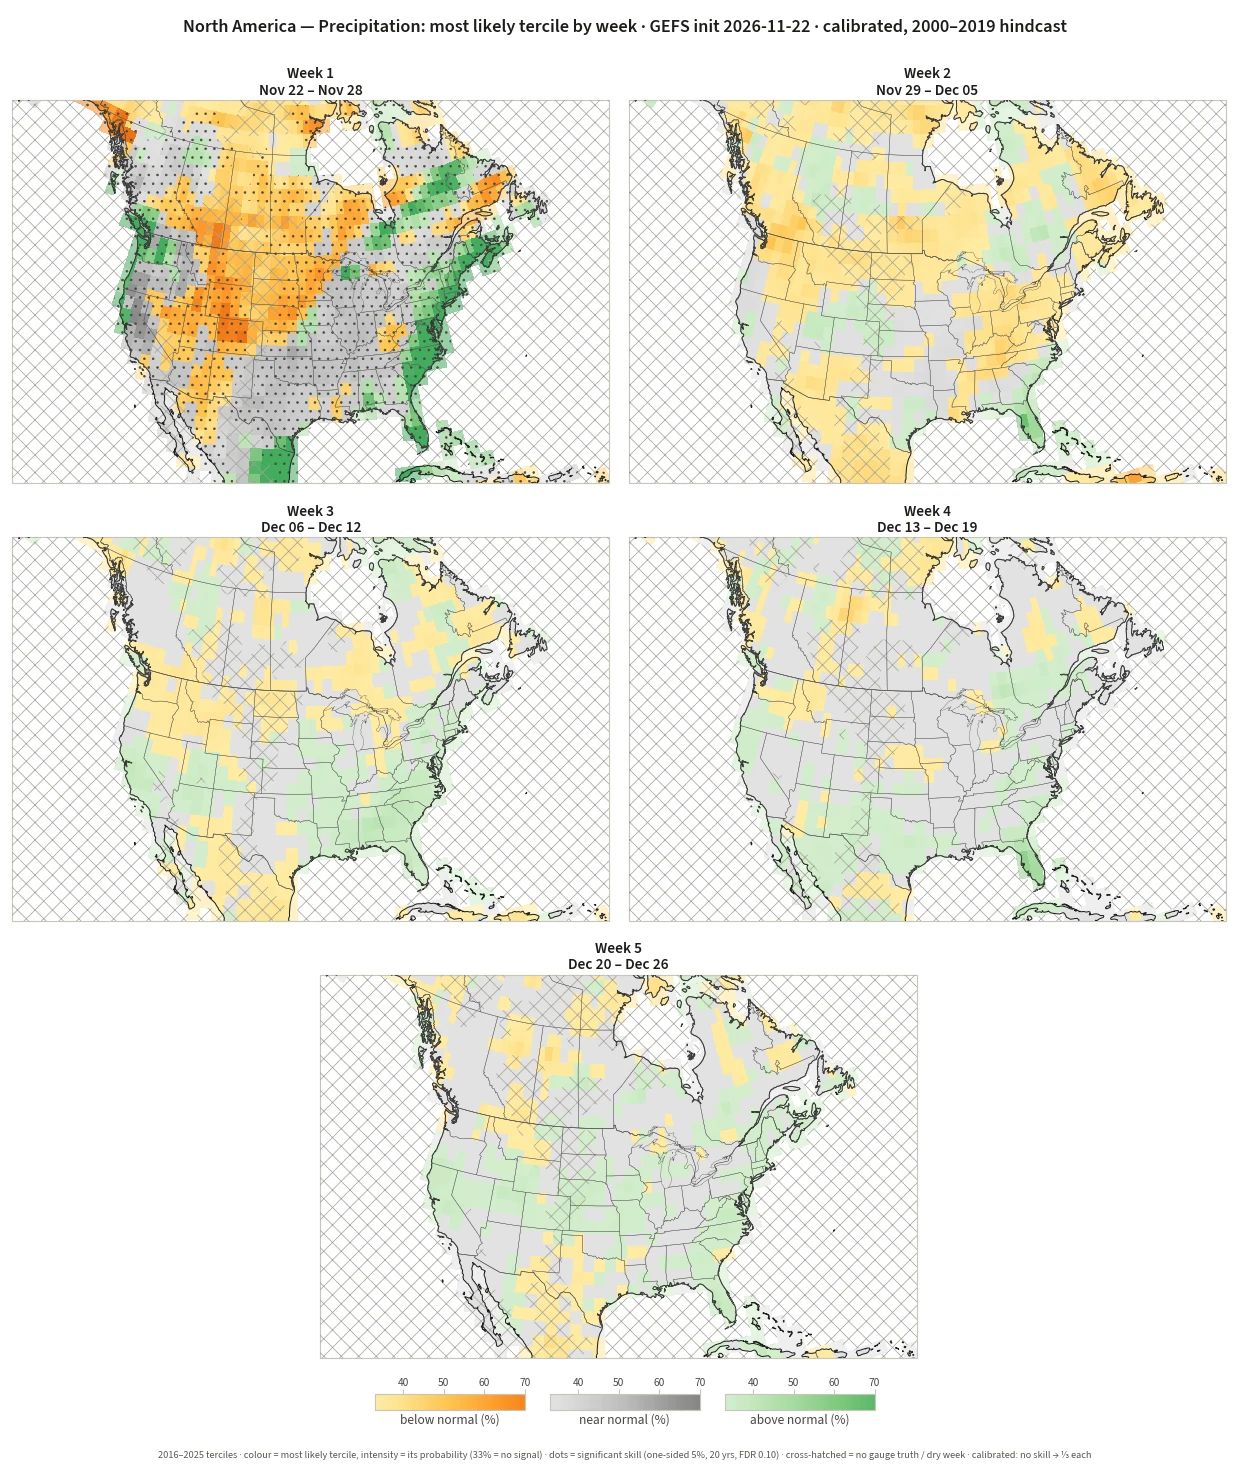 North America — Precipitation: most likely tercile by week · GEFS init 2026-11-22 · calibrated, 2000–2019 hindcast
Week 1
Nov 22 – Nov 28
Week 2
Nov 29 – Dec 05
Week 3
Dec 06 – Dec 12
Week 4
Dec 13 – Dec 19
Week 5
Dec 20 – Dec 26
40 50 60 70
40 50 60 70
40 50 60 70
below normal (%)
near normal (%)
above normal (%)
2016–2025 terciles · colour = most likely tercile, intensity = its probability (33% = no signal) · dots = significant skill (one-sided 5%, 20 yrs, FDR 0.10) · cross-hatched = no gauge truth / dry week · calibrated: no skill → ⅓ each